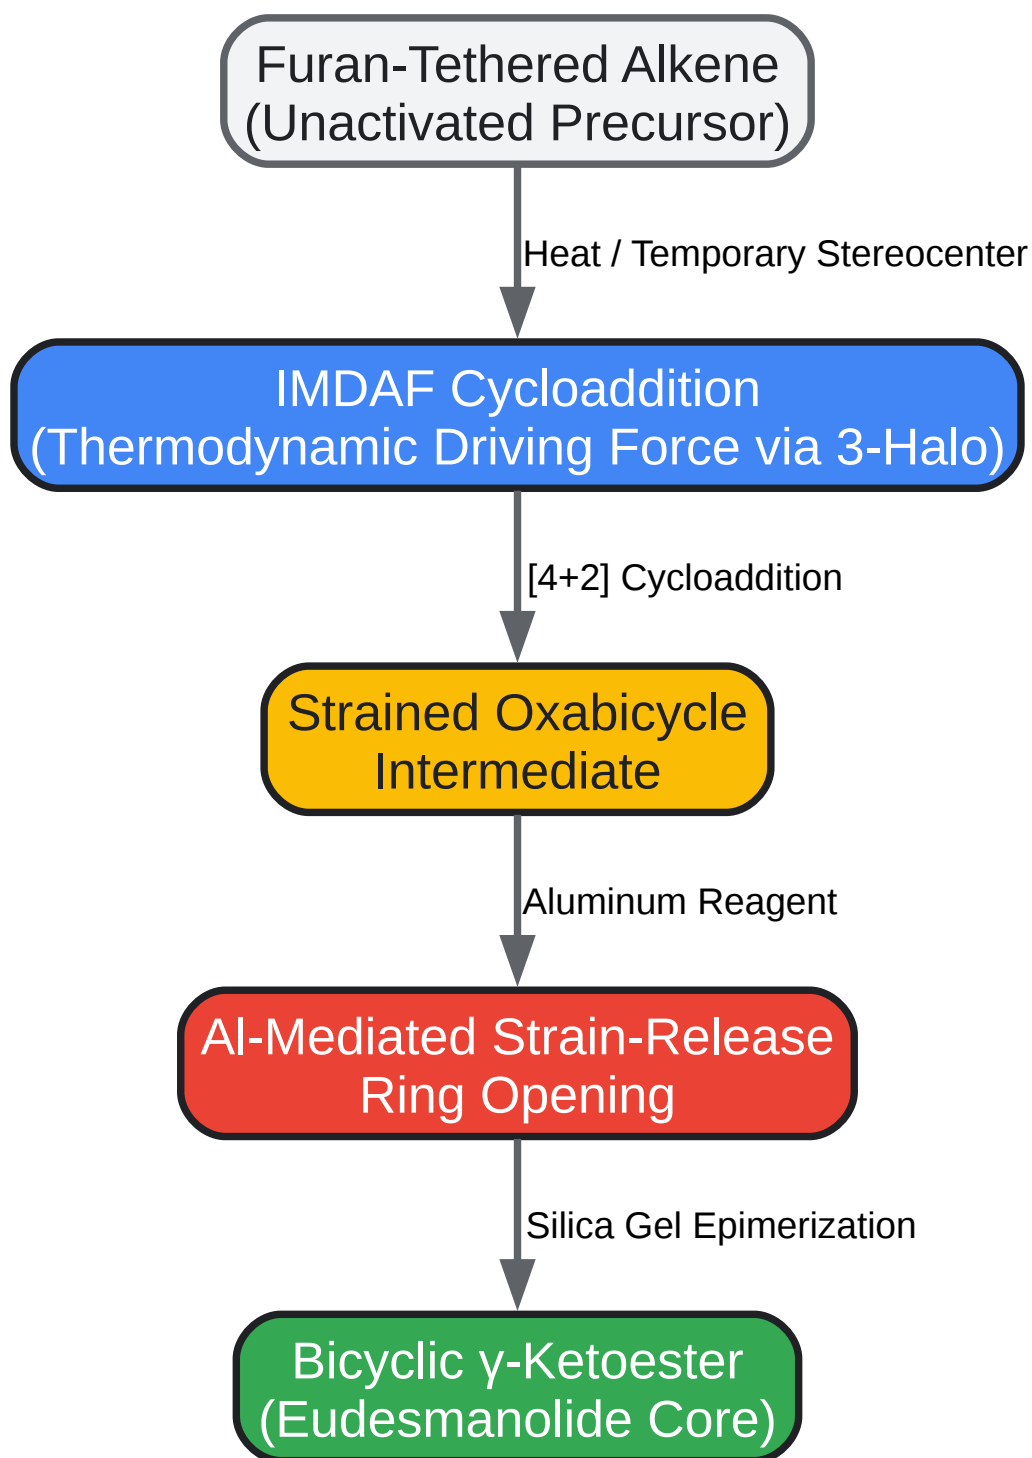 Furan-Tethered Alkene
(Unactivated Precursor)
Heat / Temporary Stereocenter
IMDAF Cycloaddition
(Thermodynamic Driving Force via 3-Halo)
[4+2] Cycloaddition
Strained Oxabicycle
Intermediate
Aluminum Reagent
Al-Mediated Strain-Release
Ring Opening
Silica Gel Epimerization
Bicyclic γ-Ketoester
(Eudesmanolide Core)